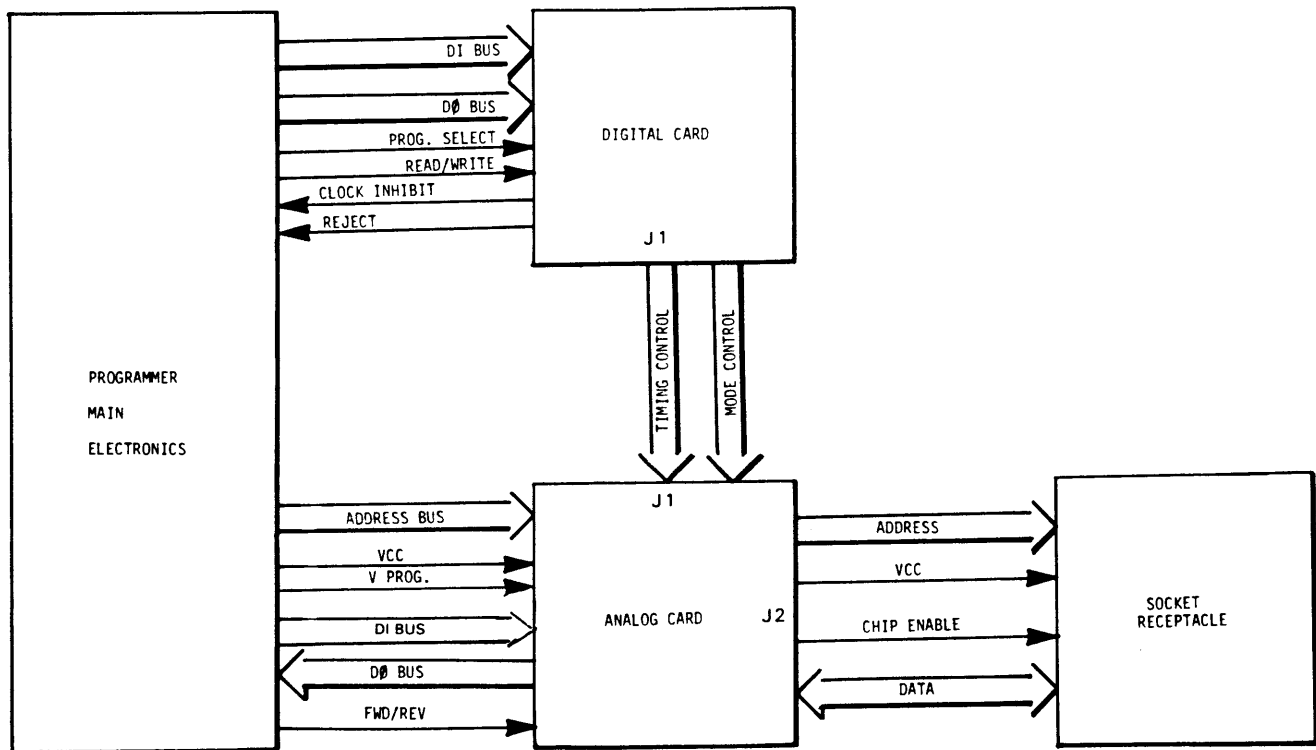 DI BUS
DØ BUS
PROG. SELECT
READ/WRITE
CLOCK INHIBIT
REJECT
DIGITAL CARD
J1
TIMING CONTROL
MODE CONTROL
PROGRAMMER
MAIN
ELECTRONICS
ADDRESS BUS
VCC
V PROG.
DI BUS
DØ BUS
FWD/REV
J1
ANALOG CARD
J2
ADDRESS
VCC
CHIP ENABLE
DATA
SOCKET
RECEPTACLE